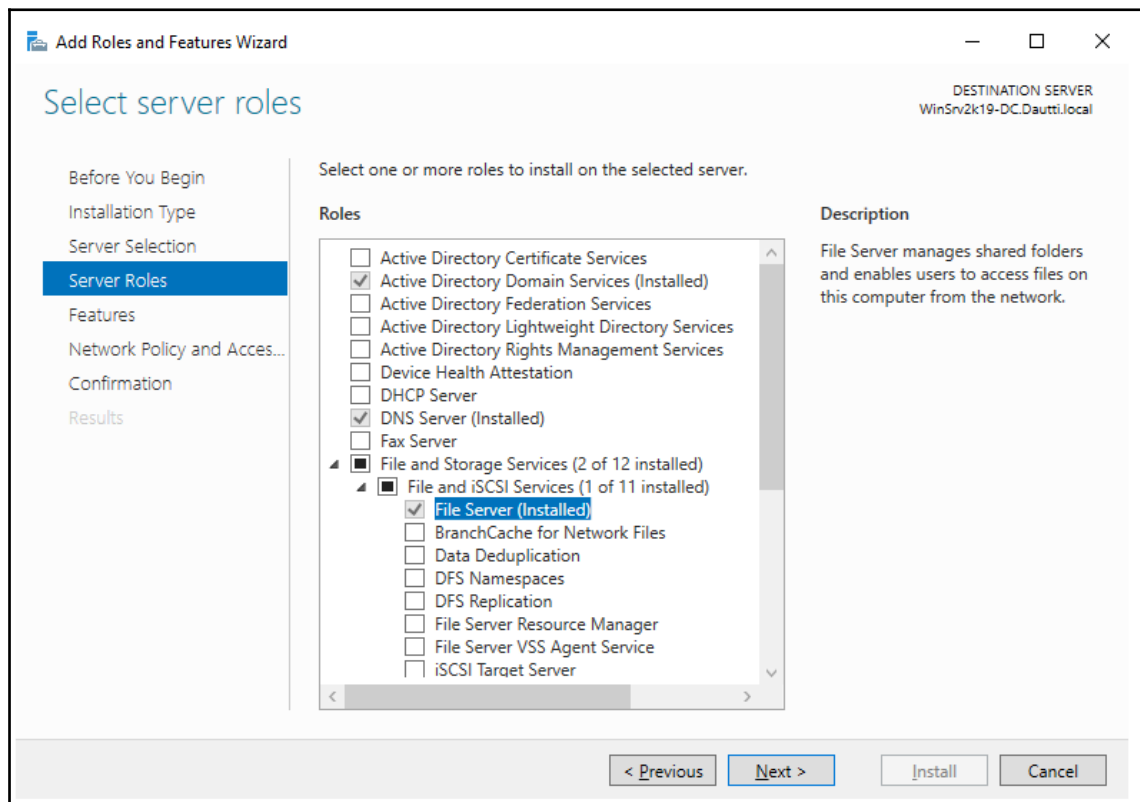 Add Roles and Features Wizard
Select server roles
DESTINATION SERVER
WinSrv2k19-DC.Dautti.local
Before You Begin
Installation Type
Server Selection
Server Roles
Features
Network Policy and Acces...
Confirmation
Results
Select one or more roles to install on the selected server.
Roles
Active Directory Certificate Services
Active Directory Domain Services (Installed)
Active Directory Federation Services
Active Directory Lightweight Directory Services
Active Directory Rights Management Services
Device Health Attestation
DHCP Server
DNS Server (Installed)
Fax Server
File and Storage Services (2 of 12 installed)
File and iSCSI Services (1 of 11 installed)
File Server (Installed)
BranchCache for Network Files
Data Deduplication
DFS Namespaces
DFS Replication
File Server Resource Manager
File Server VSS Agent Service
iSCSI Target Server
Description
File Server manages shared folders
and enables users to access files on
this computer from the network.
< Previous
Next >
Install
Cancel